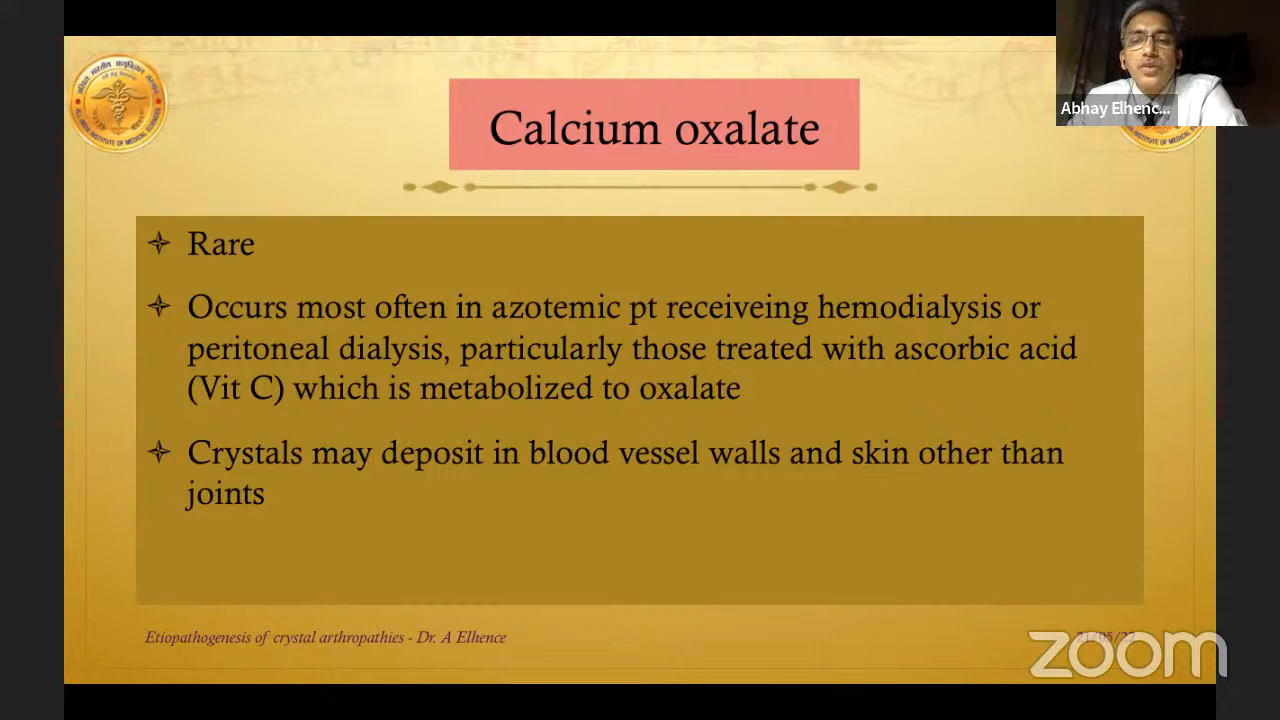 Calcium oxalate
Abhay Elhenc...
Rare
Occurs most often in azotemic pt receiveing hemodialysis or
peritoneal dialysis, particularly those treated with ascorbic acid
(Vit C) which is metabolized to oxalate
Crystals may deposit in blood vessel walls and skin other than
joints
Etiopathogenesis of crystal arthropathies - Dr. A Elhence
zoom